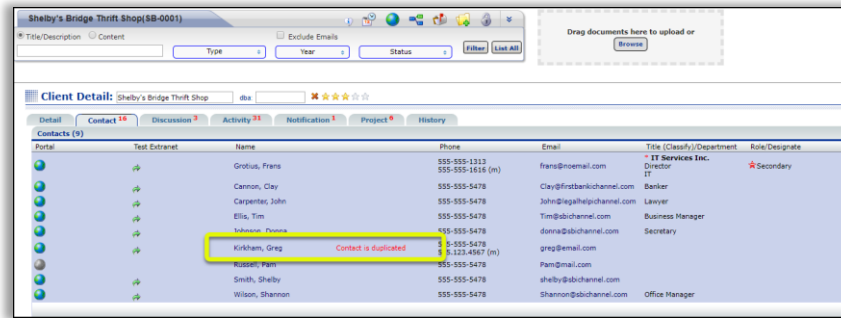 Shelby's Bridge Thrift Shop(SB-0001)
Title/Description Content
Exclude Emails
Type
Year
Status
Filter
List All
Drag documents here to upload or
Browse
Client Detail: Shelby's Bridge Thrift Shop dba:
Detail Contact 16 Discussion 3 Activity 21 Notification 1 Project 6 History
Contacts (9)
Portal Test Extranet Name Phone Email Title (Classify)/Department Role/Designate
Grotius, Frans 555-555-1313 frans@noemail.com * IT Services Inc. Secondary
555-555-1616 (m) Director
IT
Cannon, Clay 555-555-5478 Clay@firstbankichannel.com Banker
Carpenter, John 555-555-5478 John@legalhelpichannel.com Lawyer
Ellis, Tim 555-555-5478 Tim@sbichannel.com Business Manager
Johnson, Donna 555-555-5478 donna@sbichannel.com Secretary
Kirkham, Greg Contact is duplicated 555-555-5478 greg@email.com
555.123.4567 (m)
Russell, Pam 555-555-5478 Pam@mail.com
Smith, Shelby 555-555-5478 shelby@sbichannel.com
Wilson, Shannon 555-555-5478 Shannon@sbichannel.com Office Manager